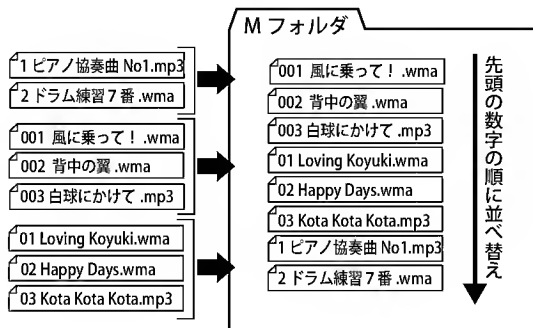 Mフォルダ
1 ピアノ協奏曲 No1.mp3
2 ドラム練習7番 .wma
001 風に乗って！ .wma
002 背中の翼 .wma
003 白球にかけて .mp3
01 Loving Koyuki.wma
02 Happy Days.wma
03 Kota Kota Kota.mp3
001 風に乗って！ .wma
002 背中の翼 .wma
003 白球にかけて .mp3
01 Loving Koyuki.wma
02 Happy Days.wma
03 Kota Kota Kota.mp3
1 ピアノ協奏曲 No1.mp3
2 ドラム練習7番 .wma
先頭の数字の順に並べ替え